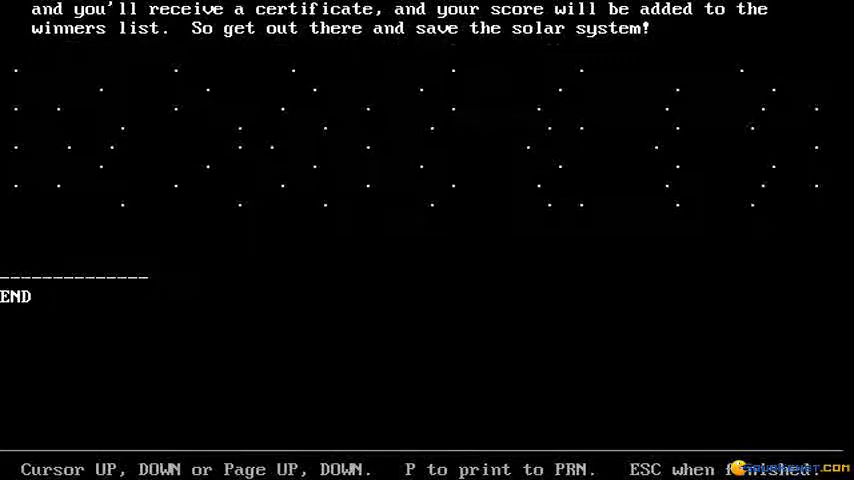 and you'll receive a certificate, and your score will be added to the
winners list.  So get out there and save the solar system!
--------------
END
Cursor UP, DOWN or Page UP, DOWN.   P to print to PRN.   ESC when finished.